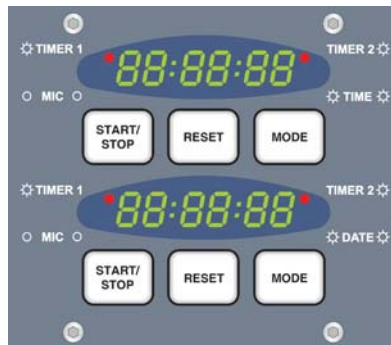 TIMER 1 88:88:88 TIMER 2
MIC TIME
START/ RESET MODE
STOP
TIMER 1 88:88:88 TIMER 2
MIC DATE
START/ RESET MODE
STOP